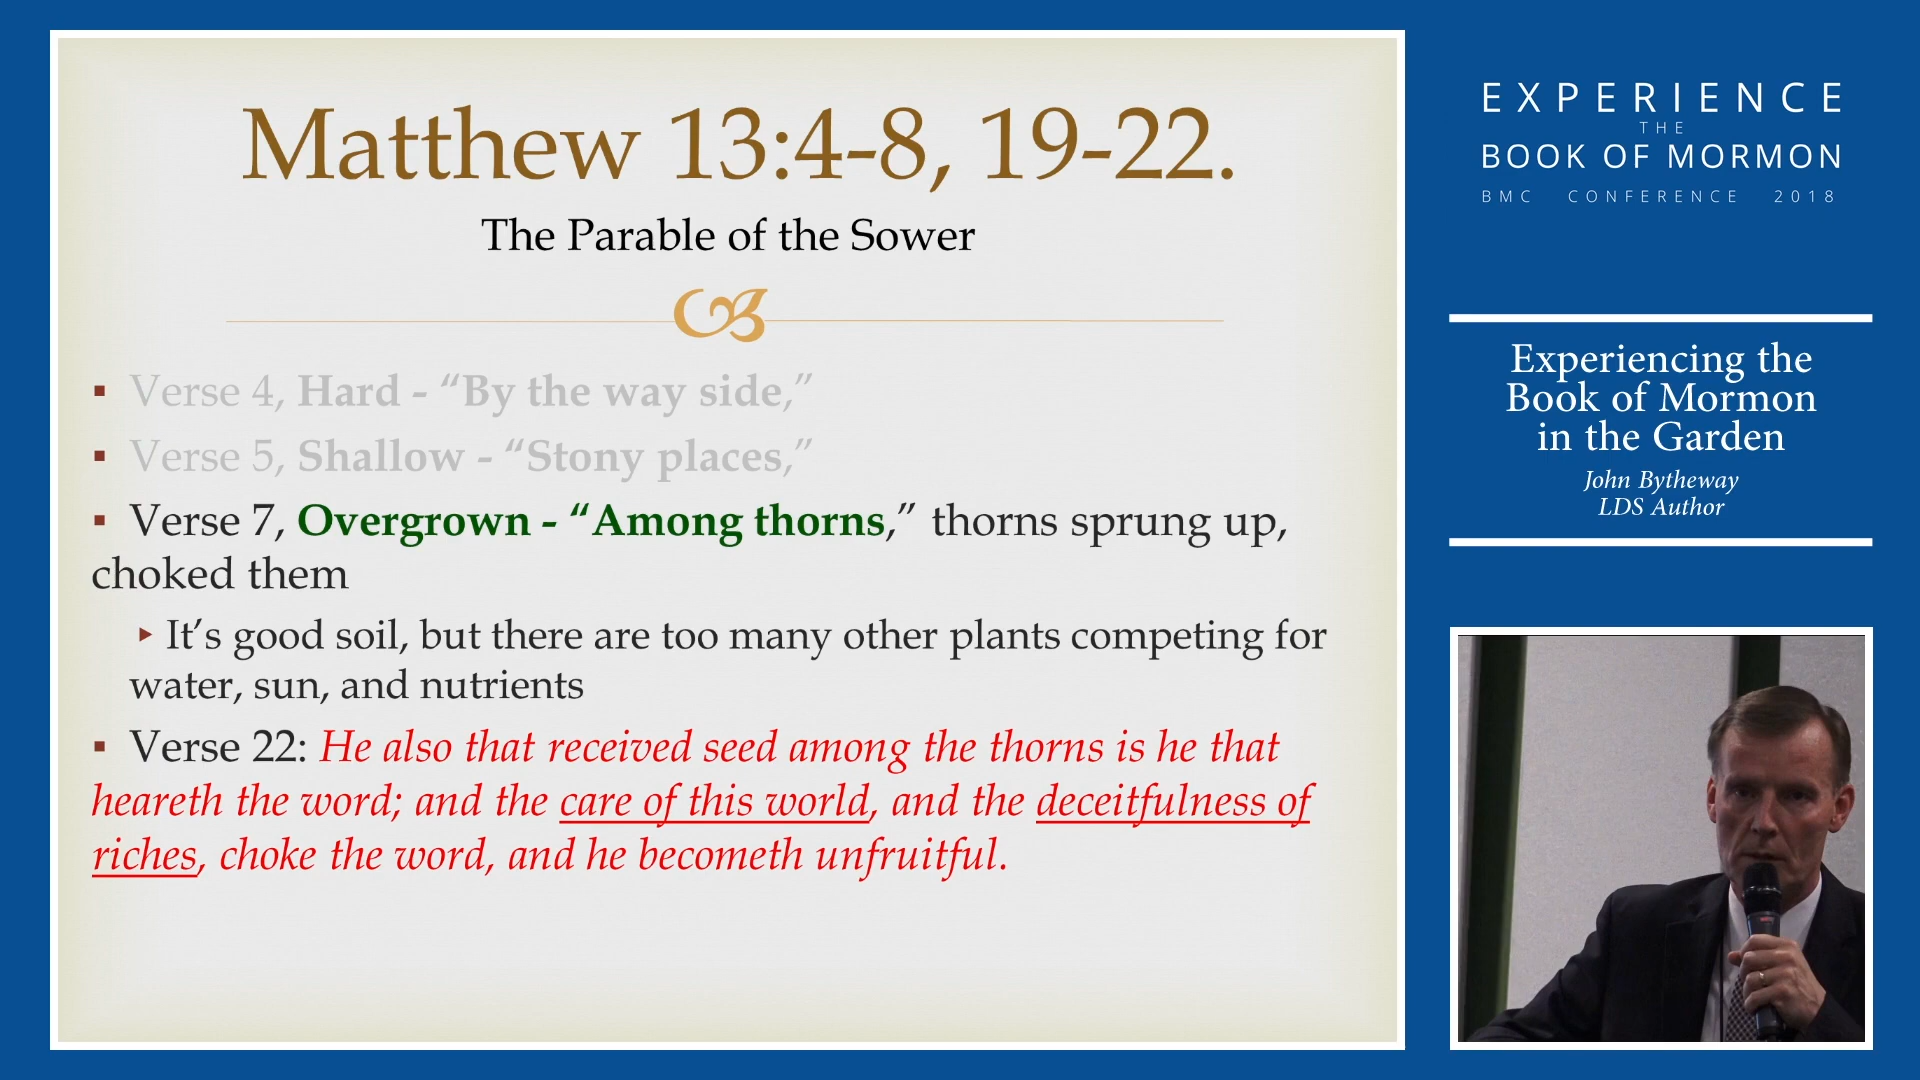 Matthew 13:4-8, 19-22.
The Parable of the Sower
▪ Verse 4, Hard - “By the way side,”
▪ Verse 5, Shallow - “Stony places,”
▪ Verse 7, Overgrown - “Among thorns,” thorns sprung up,
choked them
▸ It’s good soil, but there are too many other plants competing for
water, sun, and nutrients
▪ Verse 22: He also that received seed among the thorns is he that
heareth the word; and the care of this world, and the deceitfulness of
riches, choke the word, and he becometh unfruitful.
EXPERIENCE
THE
BOOK OF MORMON
BMC CONFERENCE 2018
Experiencing the
Book of Mormon
in the Garden
John Bytheway
LDS Author